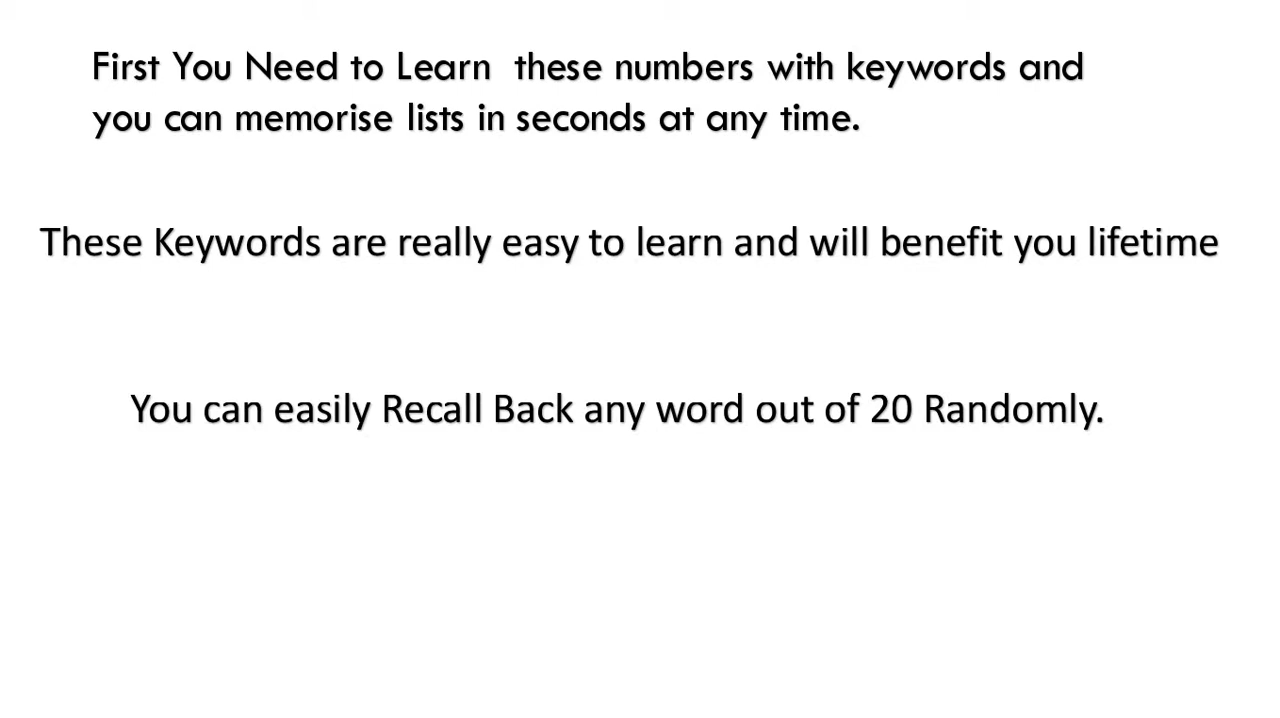 First You Need to Learn these numbers with keywords and
you can memorise lists in seconds at any time.
These Keywords are really easy to learn and will benefit you lifetime
You can easily Recall Back any word out of 20 Randomly.